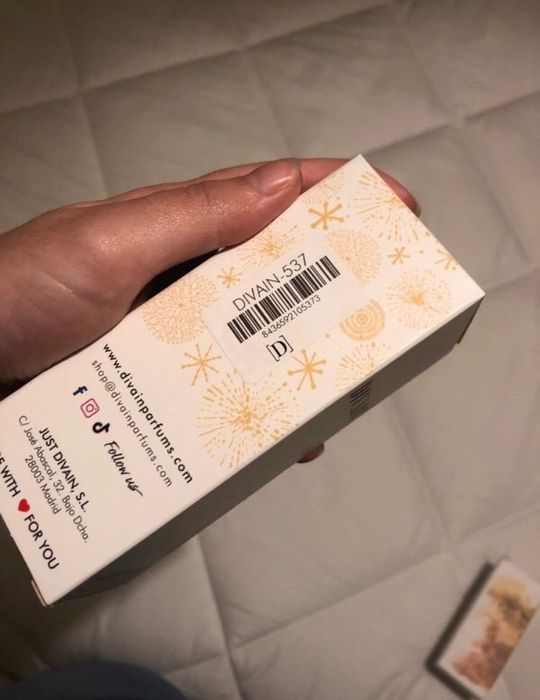 DIVAIN-537
8436592105373
[D]
www.divainparfums.com
shop@divainparfums.com
Follow us
JUST DIVAIN, S.L.
C/ José Abascal, 32. Bajo Dcha.
28003 Madrid
WITH ❤ FOR YOU